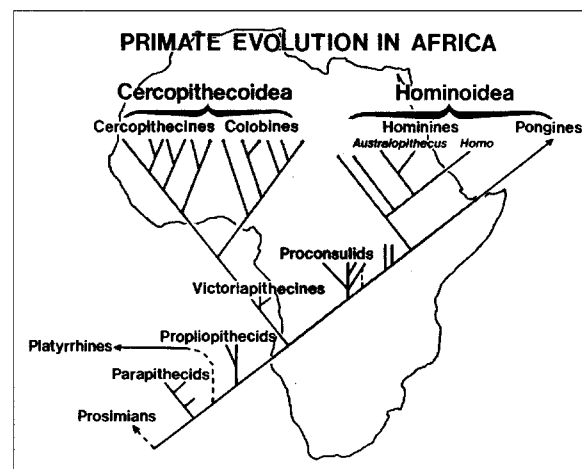 PRIMATE EVOLUTION IN AFRICA
Cercopithecoidea
Hominoidea
Cercopithecines Colobines
Hominines
Pongines
Australopithecus Homo
Proconsulids
Victoriapithecines
Propliopithecids
Platyrrhines
Parapithecids
Prosimians